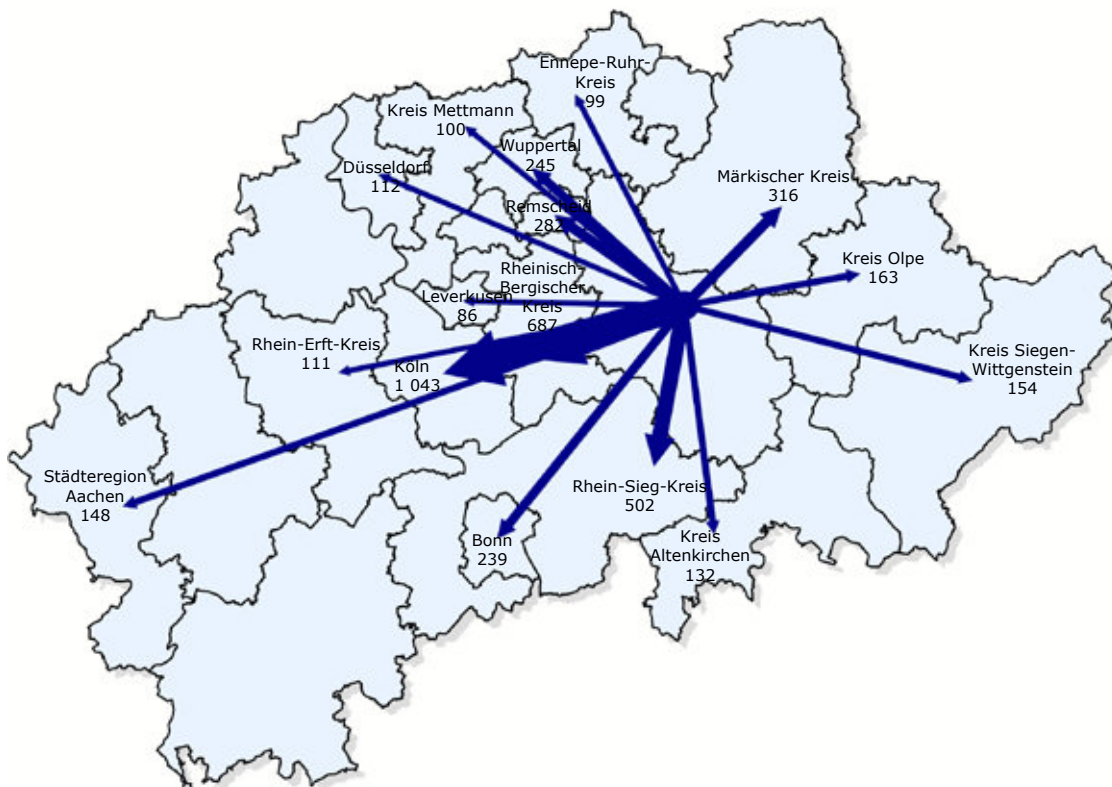 Ennepe-Ruhr-
Kreis
99
Kreis Mettmann
100
Wuppertal
245
Düsseldorf
112
Märkischer Kreis
316
Remscheid
282
Kreis Olpe
163
Rheinisch-
Bergischer
Kreis
687
Leverkusen
86
Rhein-Erft-Kreis
111
Köln
1 043
Kreis Siegen-
Wittgenstein
154
Städteregion
Aachen
148
Rhein-Sieg-Kreis
502
Bonn
239
Kreis
Altenkirchen
132